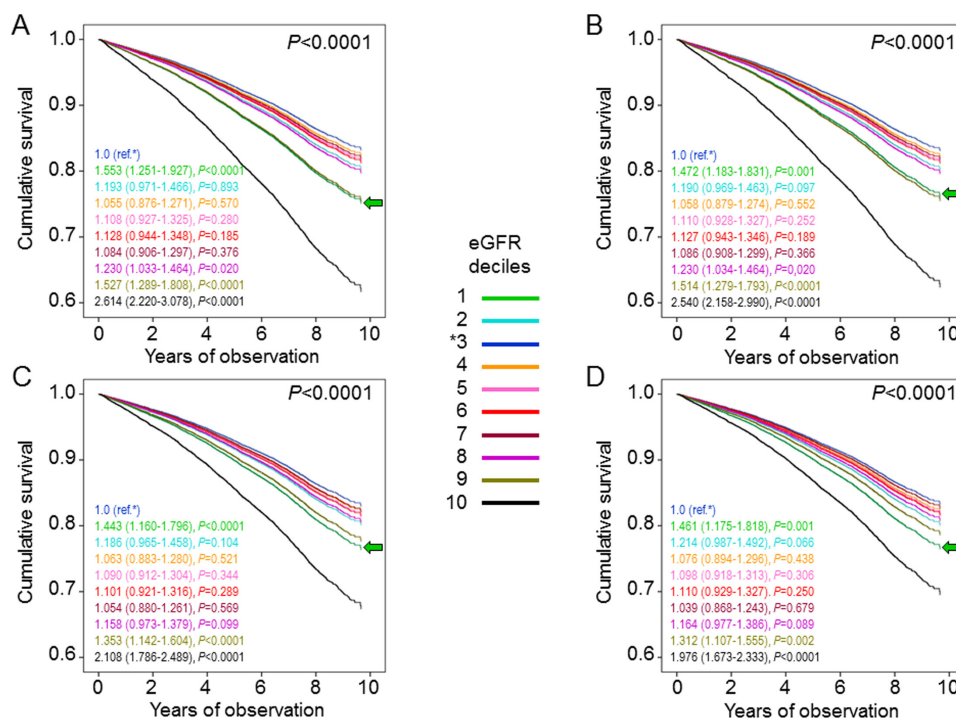 A
P<0.0001
Cumulative survival
1.0
0.9
0.8
0.7
0.6
1.0 (ref.*)
1.553 (1.251-1.927), P<0.0001
1.193 (0.971-1.466), P=0.893
1.055 (0.876-1.271), P=0.570
1.108 (0.927-1.325), P=0.280
1.128 (0.944-1.348), P=0.185
1.084 (0.906-1.297), P=0.376
1.230 (1.033-1.464), P=0.020
1.527 (1.289-1.808), P<0.0001
2.614 (2.220-3.078), P<0.0001
0 2 4 6 8 10
Years of observation
B
P<0.0001
Cumulative survival
1.0
0.9
0.8
0.7
0.6
1.0 (ref.*)
1.472 (1.183-1.831), P=0.001
1.190 (0.969-1.463), P=0.097
1.058 (0.879-1.274), P=0.552
1.110 (0.928-1.327), P=0.252
1.127 (0.943-1.346), P=0.189
1.086 (0.908-1.299), P=0.366
1.230 (1.034-1.464), P=0,020
1.514 (1.279-1.793), P<0.0001
2.540 (2.158-2.990), P<0.0001
0 2 4 6 8 10
Years of observation
eGFR
deciles
1
2
*3
4
5
6
7
8
9
10
C
P<0.0001
Cumulative survival
1.0
0.9
0.8
0.7
0.6
1.0 (ref.*)
1.443 (1.160-1.796), P<0.0001
1.186 (0.965-1.458), P=0.104
1.063 (0.883-1.280), P=0.521
1.090 (0.912-1.304), P=0.344
1.101 (0.921-1.316), P=0.289
1.054 (0.880-1.261), P=0.569
1.158 (0.973-1.379), P=0.099
1.353 (1.142-1.604), P<0.0001
2.108 (1.786-2.489), P<0.0001
0 2 4 6 8 10
Years of observation
D
P<0.0001
Cumulative survival
1.0
0.9
0.8
0.7
0.6
1.0 (ref.*)
1.461 (1.175-1.818), P=0.001
1.214 (0.987-1.492), P=0.066
1.076 (0.894-1.296), P=0.438
1.098 (0.918-1.313), P=0.306
1.110 (0.929-1.327), P=0.250
1.039 (0.868-1.243), P=0.679
1.164 (0.977-1.386), P=0.089
1.312 (1.107-1.555), P=0.002
1.976 (1.673-2.333), P<0.0001
0 2 4 6 8 10
Years of observation